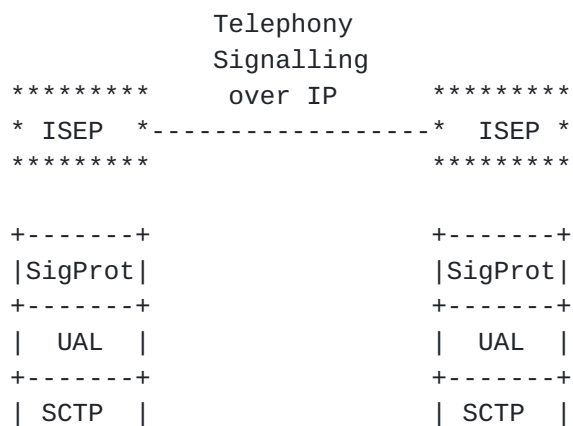 Telephony
Signalling
********* over IP *********
* ISEP *------------------* ISEP *
********* *********
+-------+ +-------+
|SigProt| |SigProt|
+-------+ +-------+
| UAL | | UAL |
+-------+ +-------+
| SCTP | | SCTP |